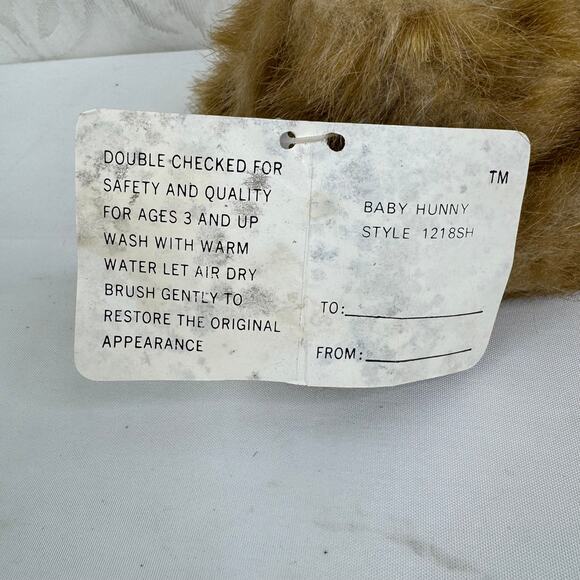 DOUBLE CHECKED FOR
SAFETY AND QUALITY
FOR AGES 3 AND UP
WASH WITH WARM
WATER LET AIR DRY
BRUSH GENTLY TO
RESTORE THE ORIGINAL
APPEARANCE
TM
BABY HUNNY
STYLE 1218SH
TO:
FROM: